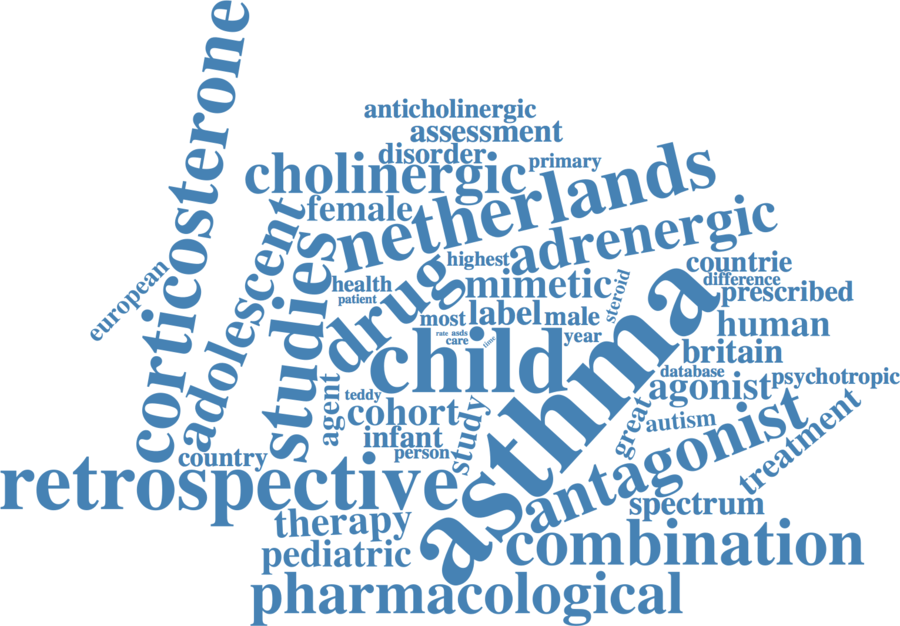 corticosterone
anticholinergic
assessment
disorder
cholinergic
primary
netherlands
female
adolescent
studies
adrenergic
highest
countrie
european
health
mimetic
steroid
difference
patient
drug
prescribed
most
label
male
human
rate
asds
care
time
year
child
britain
asthma
database
agonist
psychotropic
agent
teddy
cohort
study
great
autism
antagonist
treatment
infant
person
country
retrospective
spectrum
therapy
combination
pediatric
pharmacological